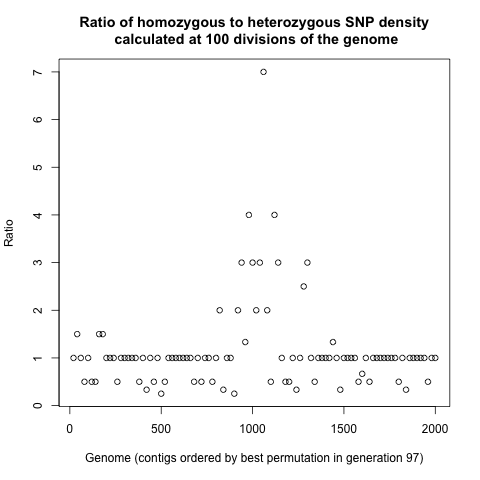 Ratio of homozygous to heterozygous SNP density
calculated at 100 divisions of the genome
Ratio
7
6
5
4
3
2
1
0
0 500 1000 1500 2000
Genome (contigs ordered by best permutation in generation 97)